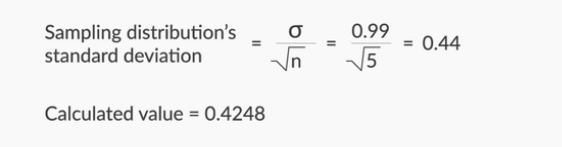 Sampling distribution's standard deviation = σ/√n = 0.99/√5 = 0.44
Calculated value = 0.4248